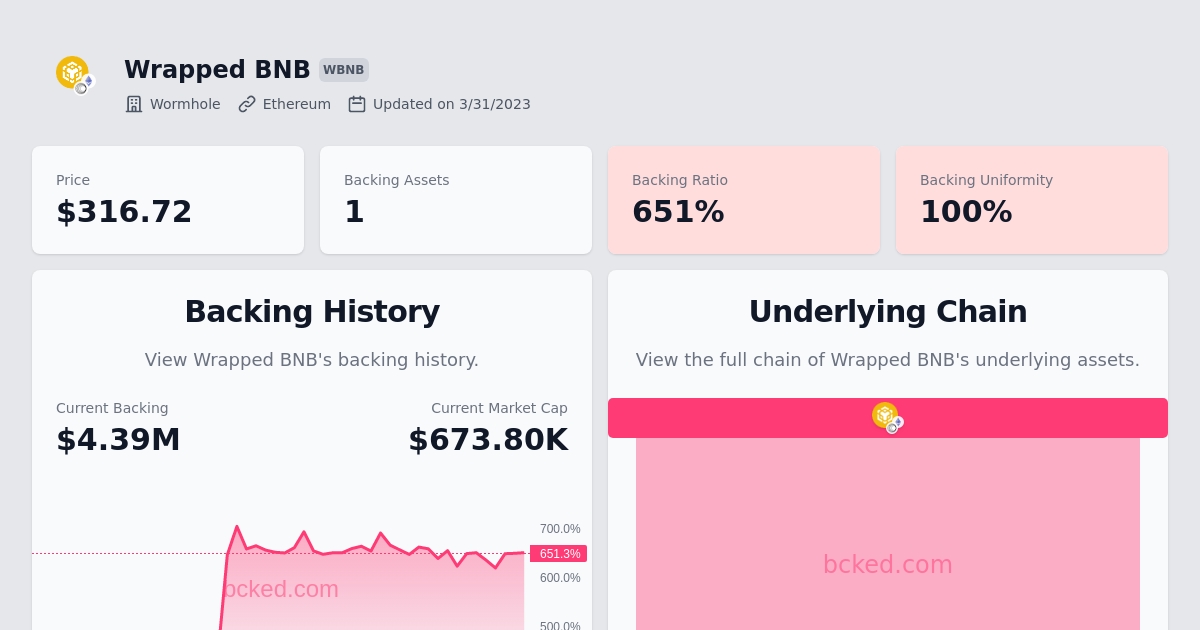 Wrapped BNB WBNB
Wormhole Ethereum Updated on 3/31/2023
Price
$316.72
Backing Assets
1
Backing Ratio
651%
Backing Uniformity
100%
Backing History
View Wrapped BNB's backing history.
Current Backing
$4.39M
Current Market Cap
$673.80K
700.0%
651.3%
600.0%
500.0%
bcked.com
Underlying Chain
View the full chain of Wrapped BNB's underlying assets.
bcked.com